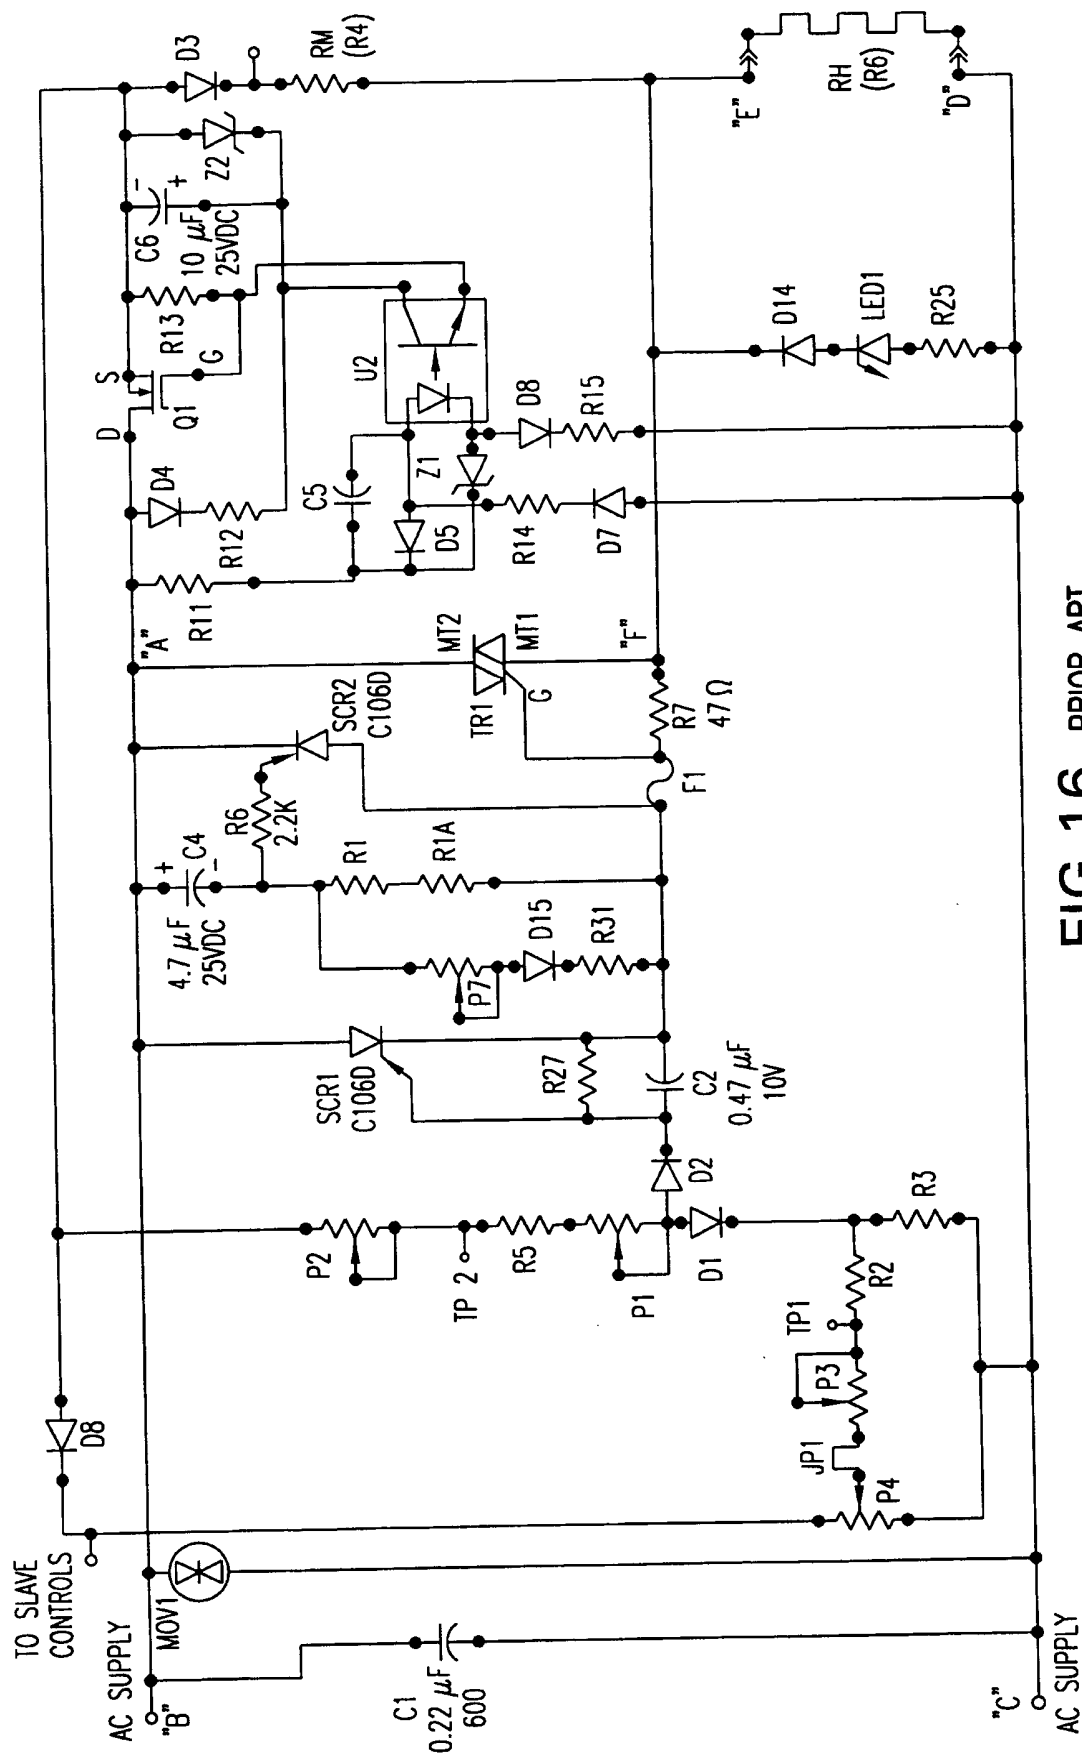 TO SLAVE
CONTROLS
AC SUPPLY
"B"
MOV1
C1
0.22 µF
600
"C"
AC SUPPLY
D8
P2
TP 2
R5
P1
D1
D2
JP1
P4
P3
TP1
R2
R3
SCR1
C106D
R27
C2
0.47 µF
10V
4.7 µF
25VDC
+
C4
-
P7
D15
R31
R1
R1A
R6
2.2K
SCR2
C106D
F1
"A"
MT2
TR1
MT1
G
"F"
R7
47 Ω
R11
D4
R12
D
S
G
Q1
R13
C6
-
+
10 µF
25VDC
Z2
D3
RM
(R4)
C5
D5
Z1
U2
R14
D7
D8
R15
D14
LED1
R25
"E"
RH
(R6)
"D"
FIG. 16 PRIOR ART